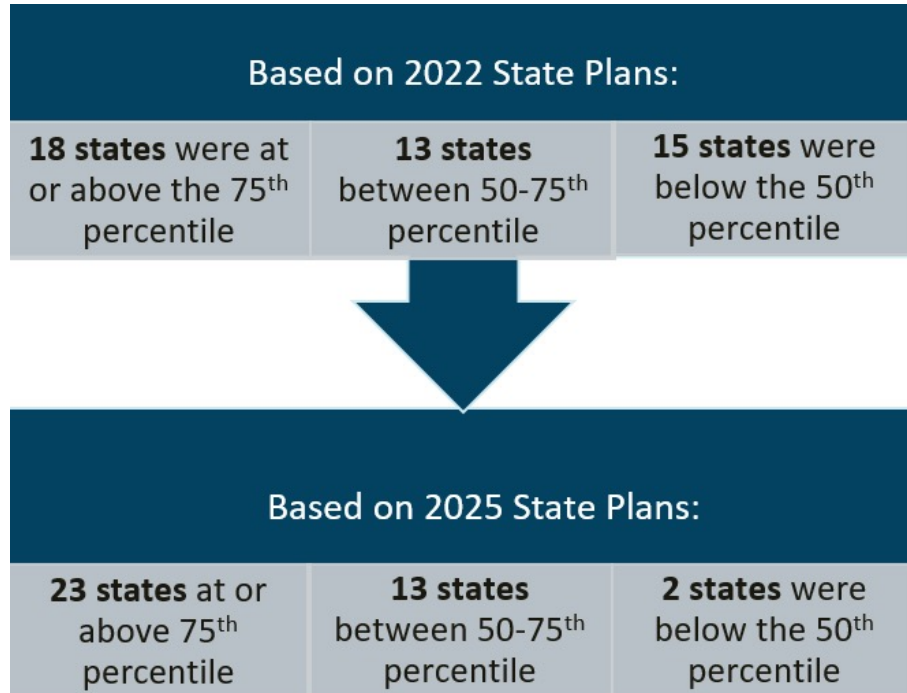 Based on 2022 State Plans:
18 states were at
or above the 75th
percentile
13 states
between 50-75th
percentile
15 states were
below the 50th
percentile
Based on 2025 State Plans:
23 states at or
above 75th
percentile
13 states
between 50-75th
percentile
2 states were
below the 50th
percentile